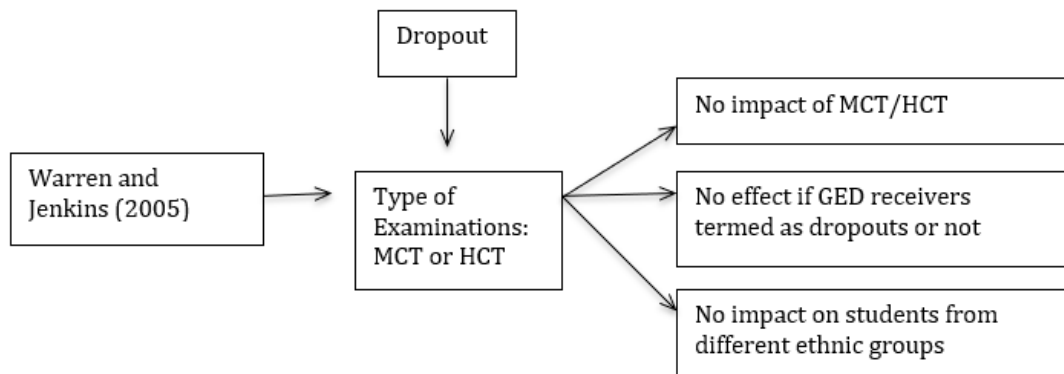 Dropout
Warren and
Jenkins (2005)
Type of
Examinations:
MCT or HCT
No impact of MCT/HCT
No effect if GED receivers
termed as dropouts or not
No impact on students from
different ethnic groups